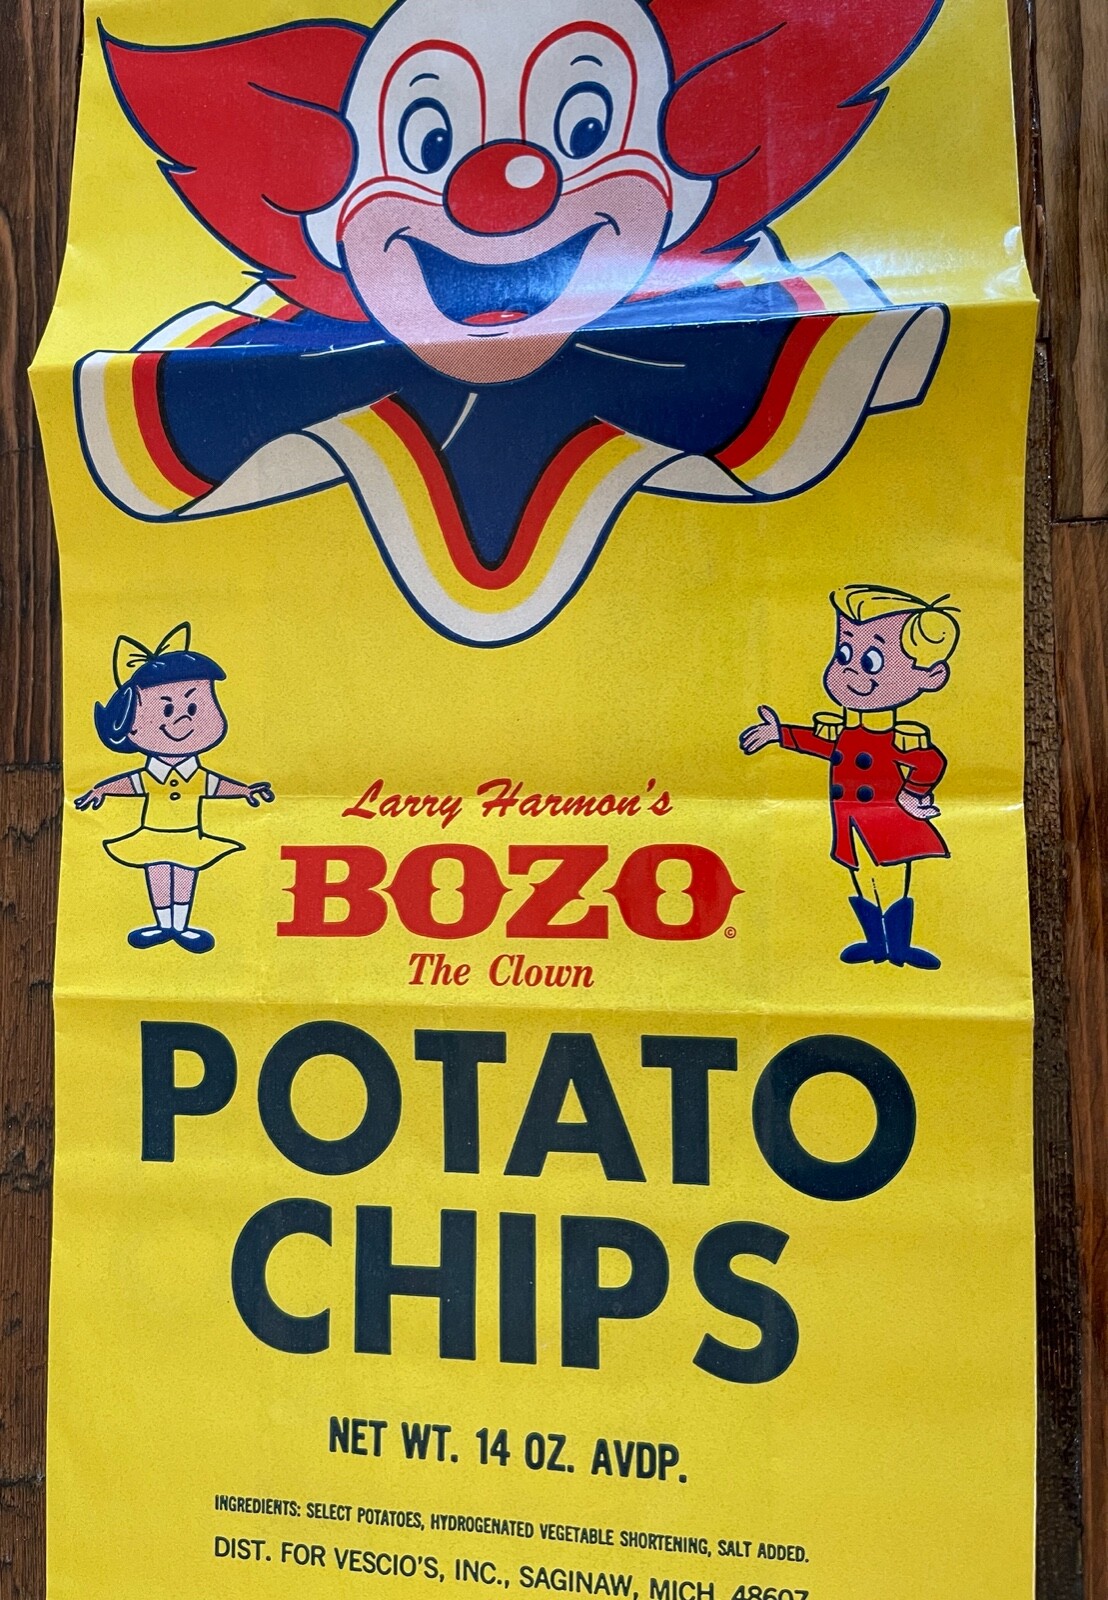 Larry Harmon's
BOZO ©
The Clown
POTATO
CHIPS
NET WT. 14 OZ. AVDP.
INGREDIENTS: SELECT POTATOES, HYDROGENATED VEGETABLE SHORTENING, SALT ADDED.
DIST. FOR VESCIO'S, INC., SAGINAW, MICH. 48607